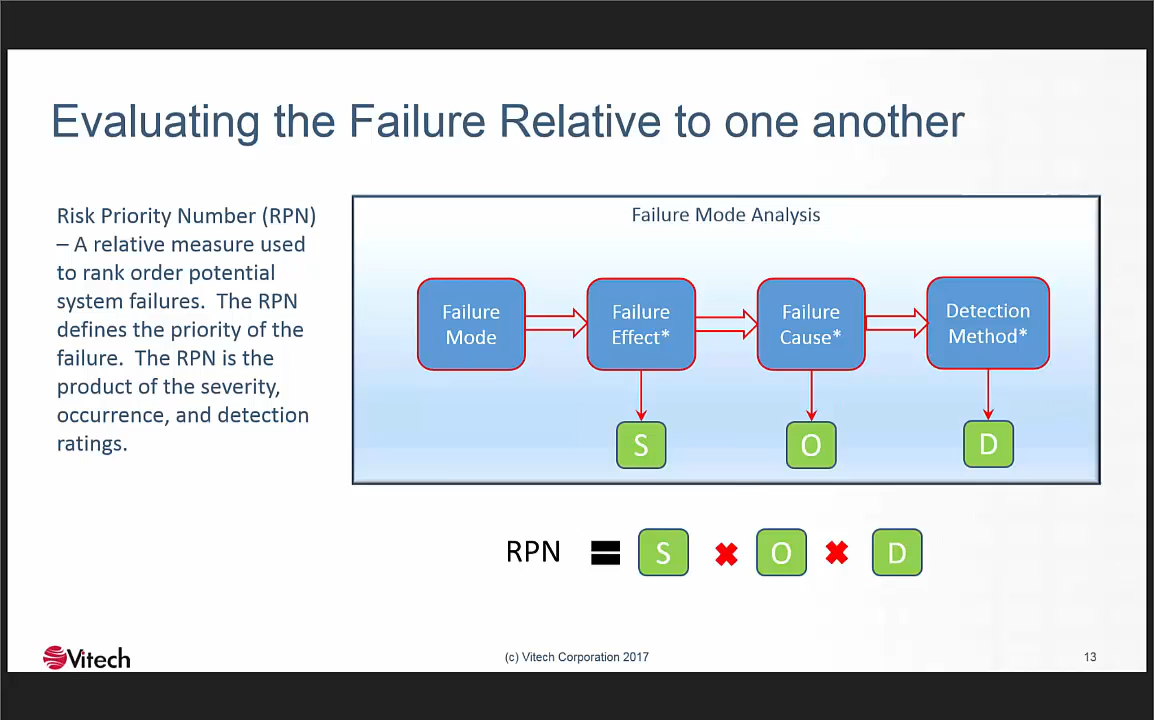 Evaluating the Failure Relative to one another
Risk Priority Number (RPN)
– A relative measure used
to rank order potential
system failures. The RPN
defines the priority of the
failure. The RPN is the
product of the severity,
occurrence, and detection
ratings.
Failure Mode Analysis
Failure
Mode
Failure
Effect*
Failure
Cause*
Detection
Method*
S
O
D
RPN = S ✖ O ✖ D
Vitech
(c) Vitech Corporation 2017
13